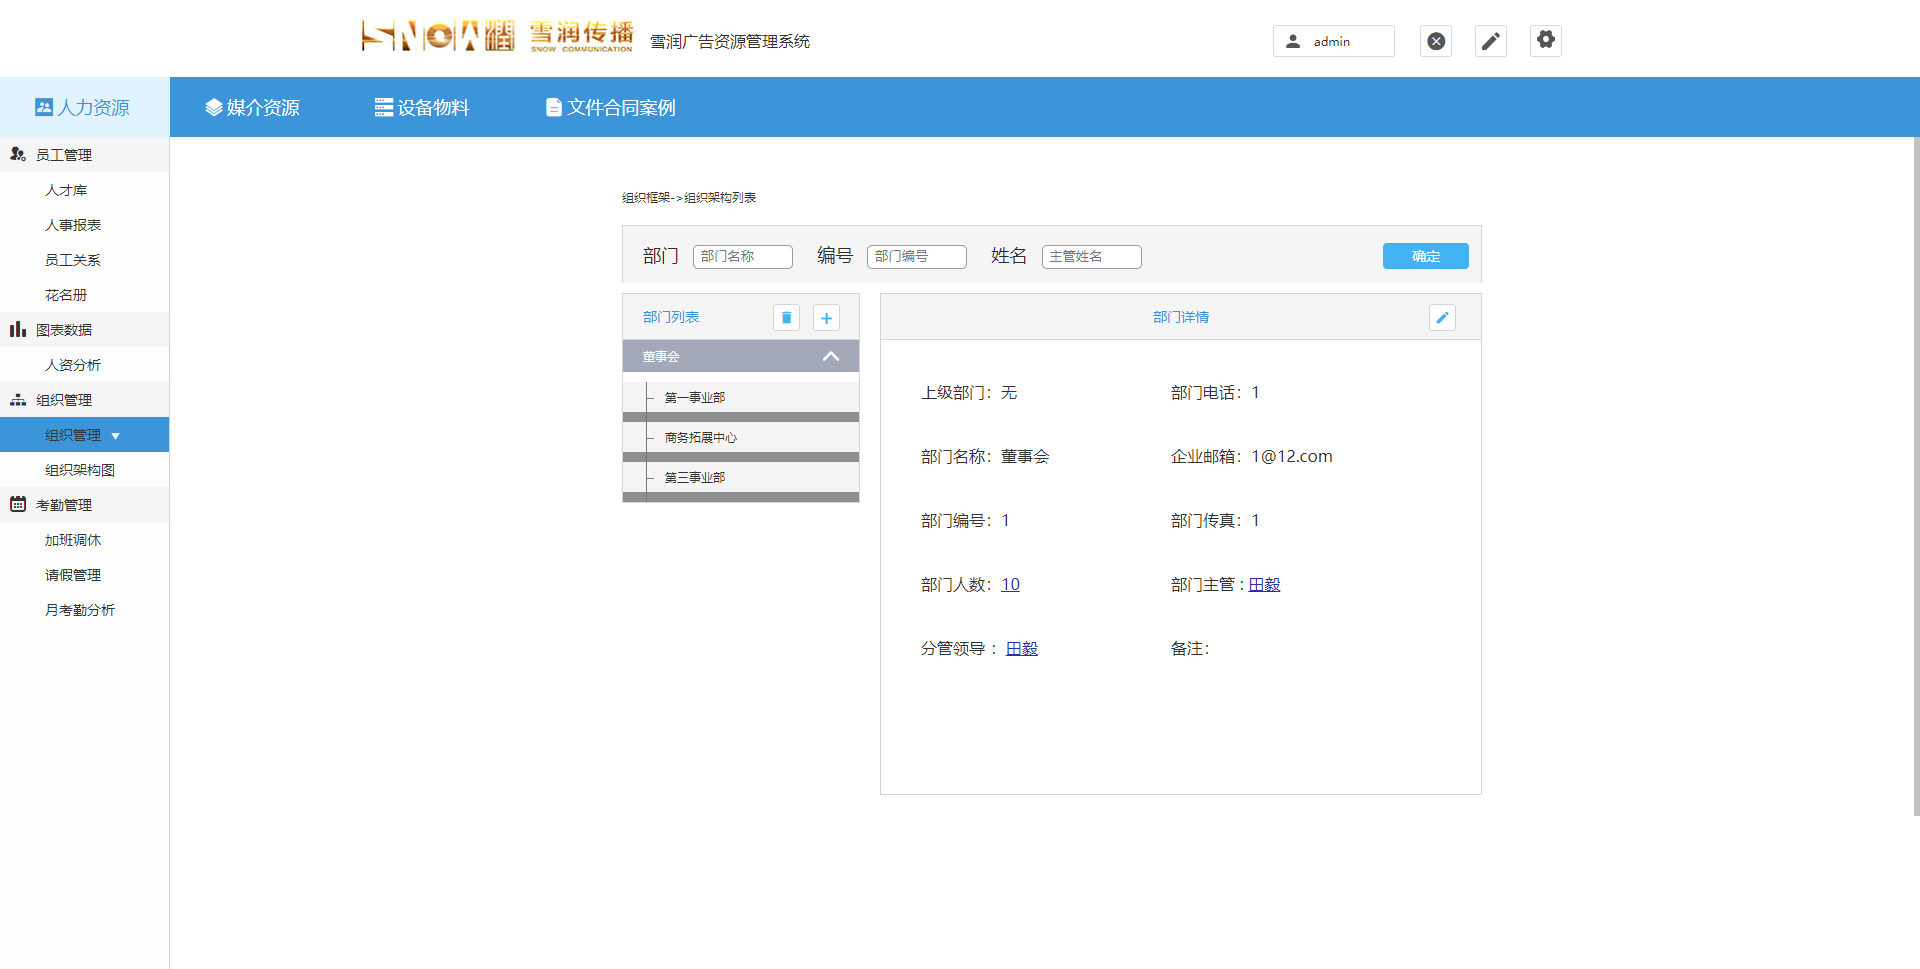 SNOW潤 雪润传播
SNOW COMMUNICATION
雪润广告资源管理系统
admin
人力资源
媒介资源
设备物料
文件合同案例
员工管理
人才库
人事报表
员工关系
花名册
图表数据
人资分析
组织管理
组织管理
组织架构图
考勤管理
加班调休
请假管理
月考勤分析
组织框架->组织架构列表
部门 部门名称 编号 部门编号 姓名 主管姓名 确定
部门列表
董事会
第一事业部
商务拓展中心
第三事业部
部门详情
上级部门：无 部门电话：1
部门名称：董事会 企业邮箱：1@12.com
部门编号：1 部门传真：1
部门人数：10 部门主管 : 田毅
分管领导 ：田毅 备注：